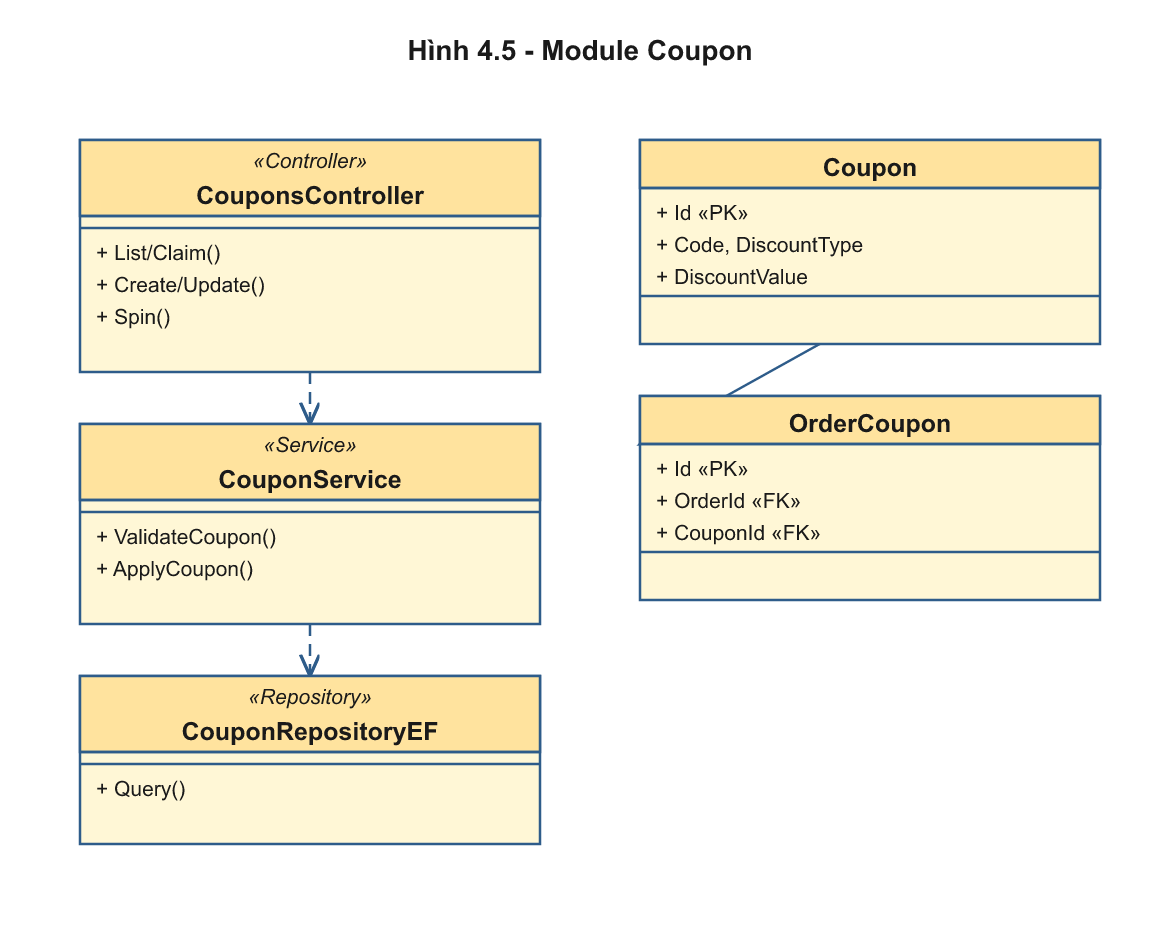 Hình 4.5 - Module Coupon
«Controller»
CouponsController
+ List/Claim()
+ Create/Update()
+ Spin()
«Service»
CouponService
+ ValidateCoupon()
+ ApplyCoupon()
«Repository»
CouponRepositoryEF
+ Query()
Coupon
+ Id «PK»
+ Code, DiscountType
+ DiscountValue
OrderCoupon
+ Id «PK»
+ OrderId «FK»
+ CouponId «FK»